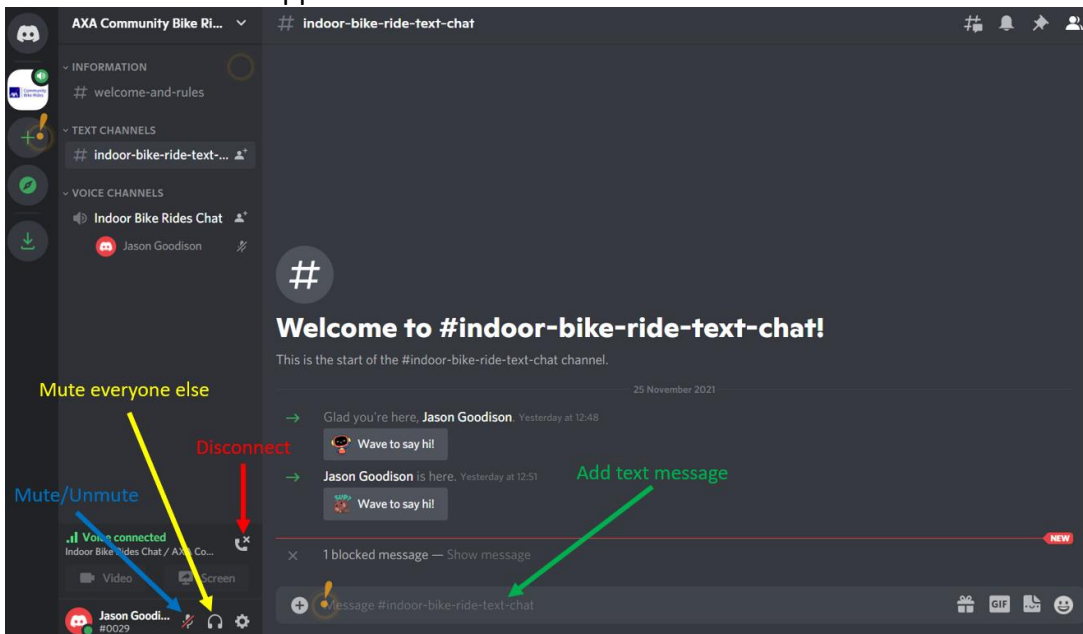 AXA Community Bike Ri...
indoor-bike-ride-text-chat
INFORMATION
welcome-and-rules
TEXT CHANNELS
indoor-bike-ride-text-...
VOICE CHANNELS
Indoor Bike Rides Chat
Jason Goodison
#
Welcome to #indoor-bike-ride-text-chat!
This is the start of the #indoor-bike-ride-text-chat channel.
25 November 2021
Mute everyone else
Glad you're here, Jason Goodison. Yesterday at 12:48
Wave to say hi!
Disconnect
Jason Goodison is here. Yesterday at 12:51
Add text message
Wave to say hi!
Mute/Unmute
Voice connected
Indoor Bike Rides Chat / AXA Co...
NEW
1 blocked message — Show message
Video
Screen
Message #indoor-bike-ride-text-chat
GIF
Jason Goodi...
#0029